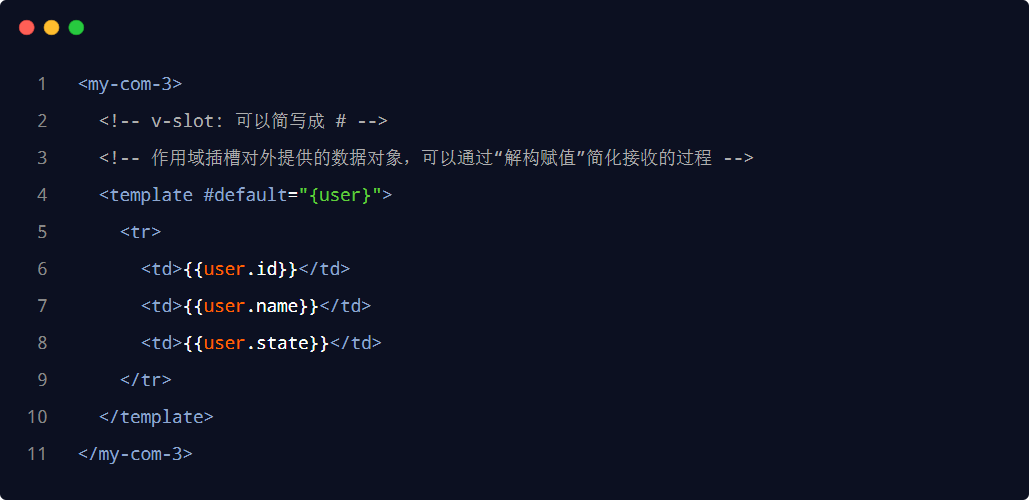 1 <my-com-3>
2   <!-- v-slot: 可以简写成 # -->
3   <!-- 作用域插槽对外提供的数据对象，可以通过“解构赋值”简化接收的过程 -->
4   <template #default="{user}">
5     <tr>
6       <td>{{user.id}}</td>
7       <td>{{user.name}}</td>
8       <td>{{user.state}}</td>
9     </tr>
10   </template>
11 </my-com-3>